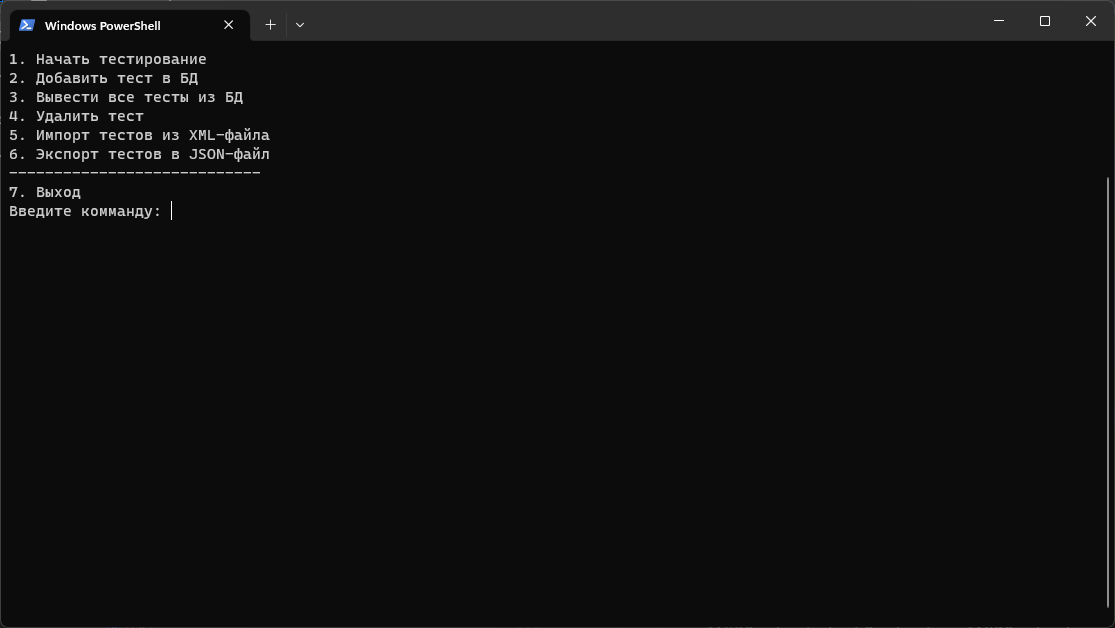 Windows PowerShell
1. Начать тестирование
2. Добавить тест в БД
3. Вывести все тесты из БД
4. Удалить тест
5. Импорт тестов из XML-файла
6. Экспорт тестов в JSON-файл
----------------------------
7. Выход
Введите комманду: